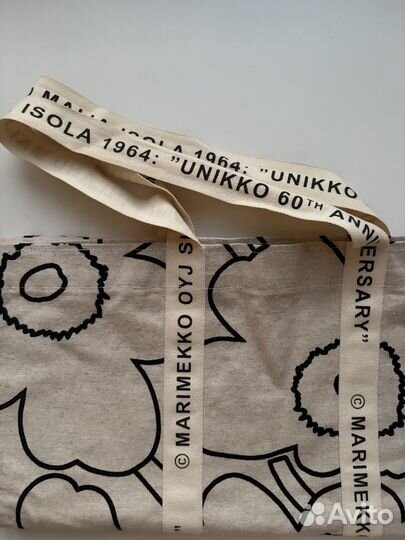 MAIJA ISOLA 1964: "UNIKKO
ISOLA 1964: "UNIKKO 60TH ANNIVERSARY"
© MARIMEKKO OYJ S
© MARIMEKKO
Avito